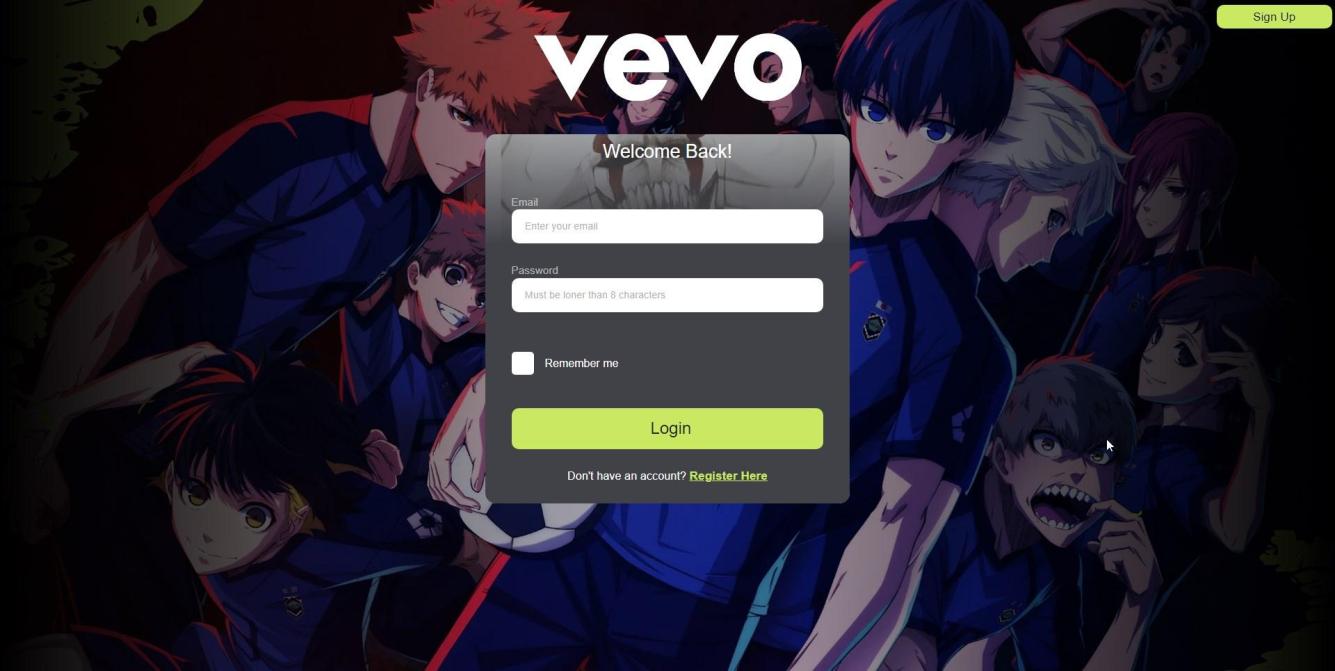 Sign Up
vevo
Welcome Back!
Email
Enter your email
Password
Must be loner than 8 characters
Remember me
Login
Don't have an account? Register Here